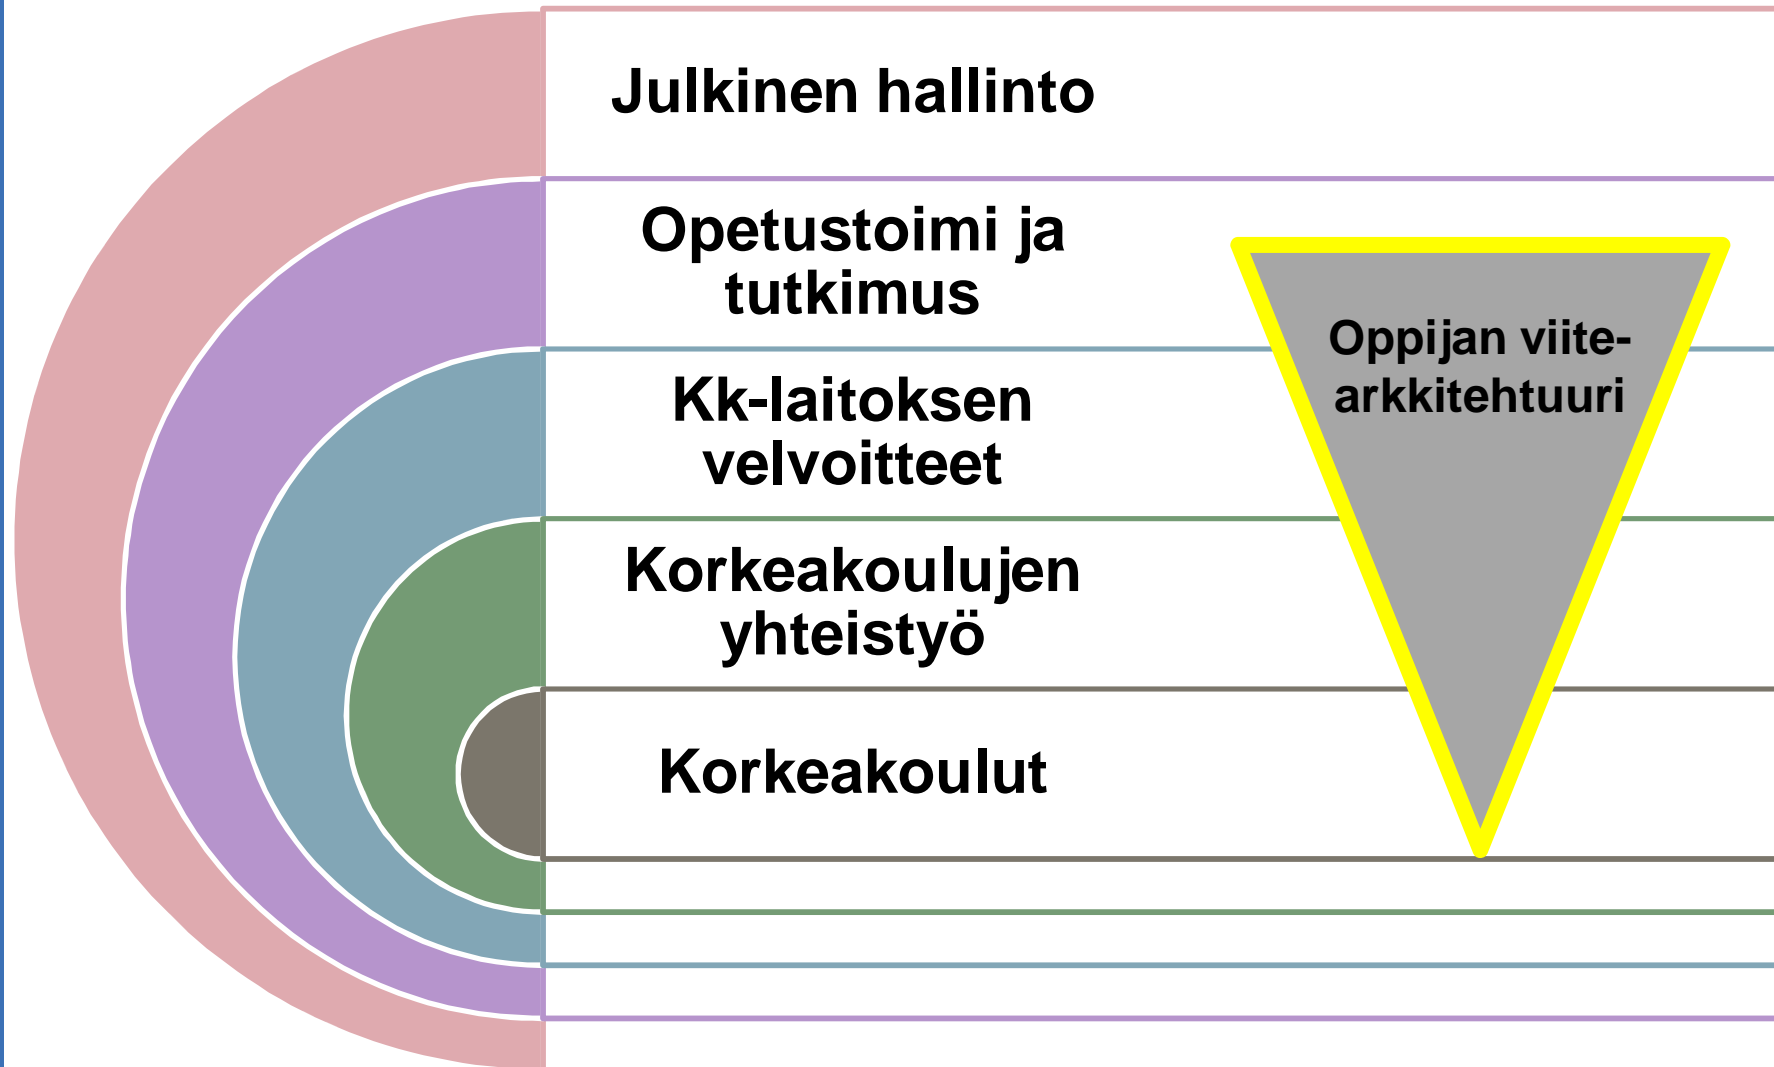 Julkinen hallinto
Opetustoimi ja
tutkimus
Oppijan viite-
arkkitehtuuri
Kk-laitoksen
velvoitteet
Korkeakoulujen
yhteistyö
Korkeakoulut